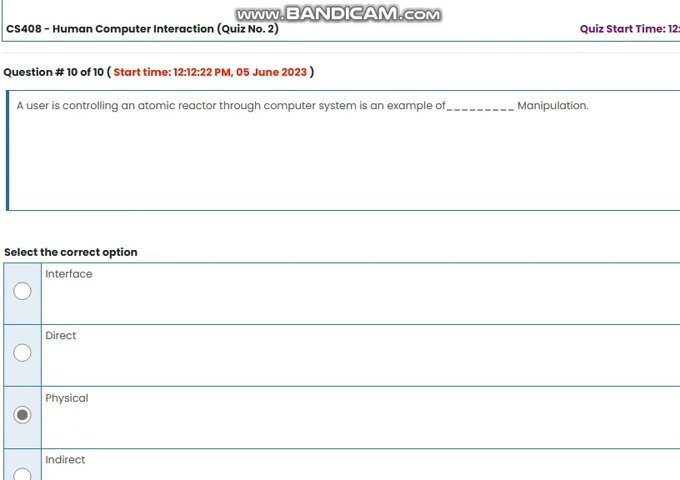 www.BANDICAM.com
CS408 - Human Computer Interaction (Quiz No. 2)
Quiz Start Time: 12:
Question # 10 of 10 ( Start time: 12:12:22 PM, 05 June 2023 )
A user is controlling an atomic reactor through computer system is an example of_________ Manipulation.
Select the correct option
Interface
Direct
Physical
Indirect